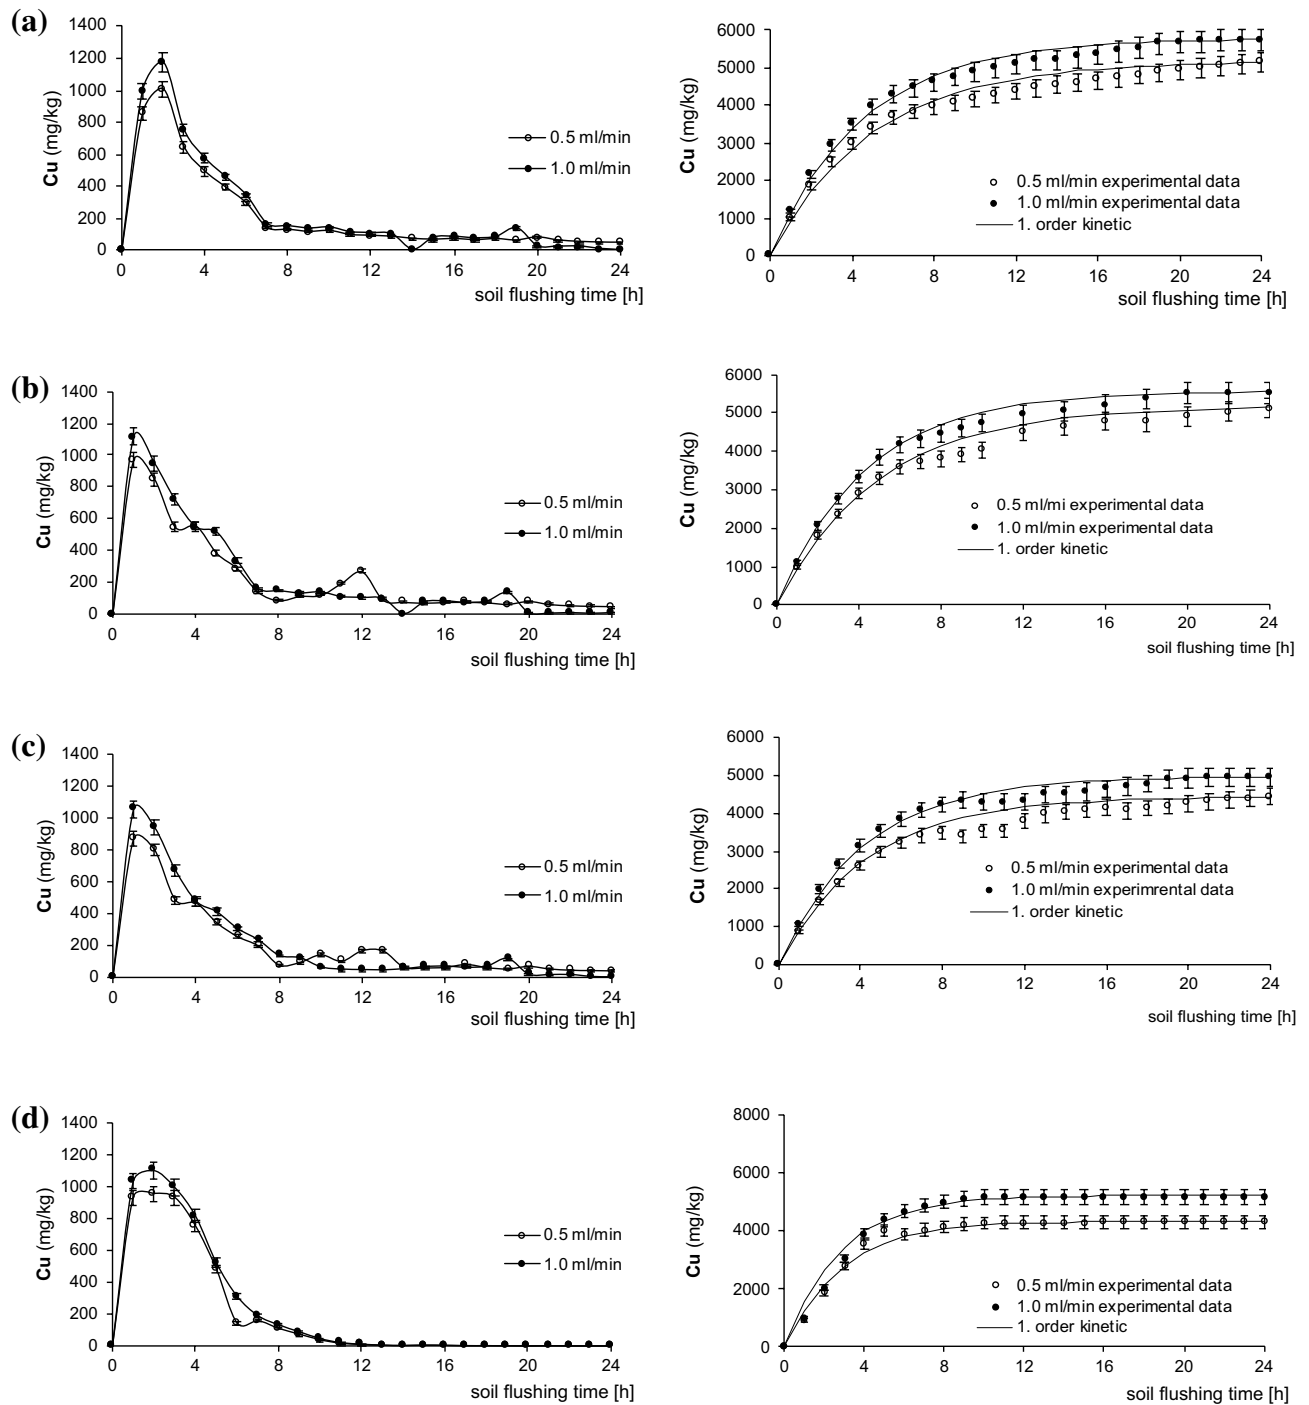 (a)
1400
1200
1000
800
600
400
200
0
Cu (mg/kg)
0.5 ml/min
1.0 ml/min
0 4 8 12 16 20 24
soil flushing time [h]
6000
5000
4000
3000
2000
1000
0
Cu (mg/kg)
0.5 ml/min experimental data
1.0 ml/min experimental data
1. order kinetic
0 4 8 12 16 20 24
soil flushing time [h]
(b)
1400
1200
1000
800
600
400
200
0
Cu (mg/kg)
0.5 ml/min
1.0 ml/min
0 4 8 12 16 20 24
soil flushing time [h]
6000
5000
4000
3000
2000
1000
0
Cu (mg/kg)
0.5 ml/mi experimental data
1.0 ml/min experimental data
1. order kinetic
0 4 8 12 16 20 24
soil flushing time [h]
(c)
1400
1200
1000
800
600
400
200
0
Cu (mg/kg)
0.5 ml/min
1.0 ml/min
0 4 8 12 16 20 24
soil flushing time [h]
6000
5000
4000
3000
2000
1000
0
Cu (mg/kg)
0.5 ml/min experimental data
1.0 ml/min experimrental data
1. order kinetic
0 4 8 12 16 20 24
soil flushing time [h]
(d)
1400
1200
1000
800
600
400
200
0
Cu (mg/kg)
0.5 ml/min
1.0 ml/min
0 4 8 12 16 20 24
soil flushing time [h]
8000
6000
4000
2000
0
Cu (mg/kg)
0.5 ml/min experimental data
1.0 ml/min experimental data
1. order kinetic
0 4 8 12 16 20 24
soil flushing time [h]